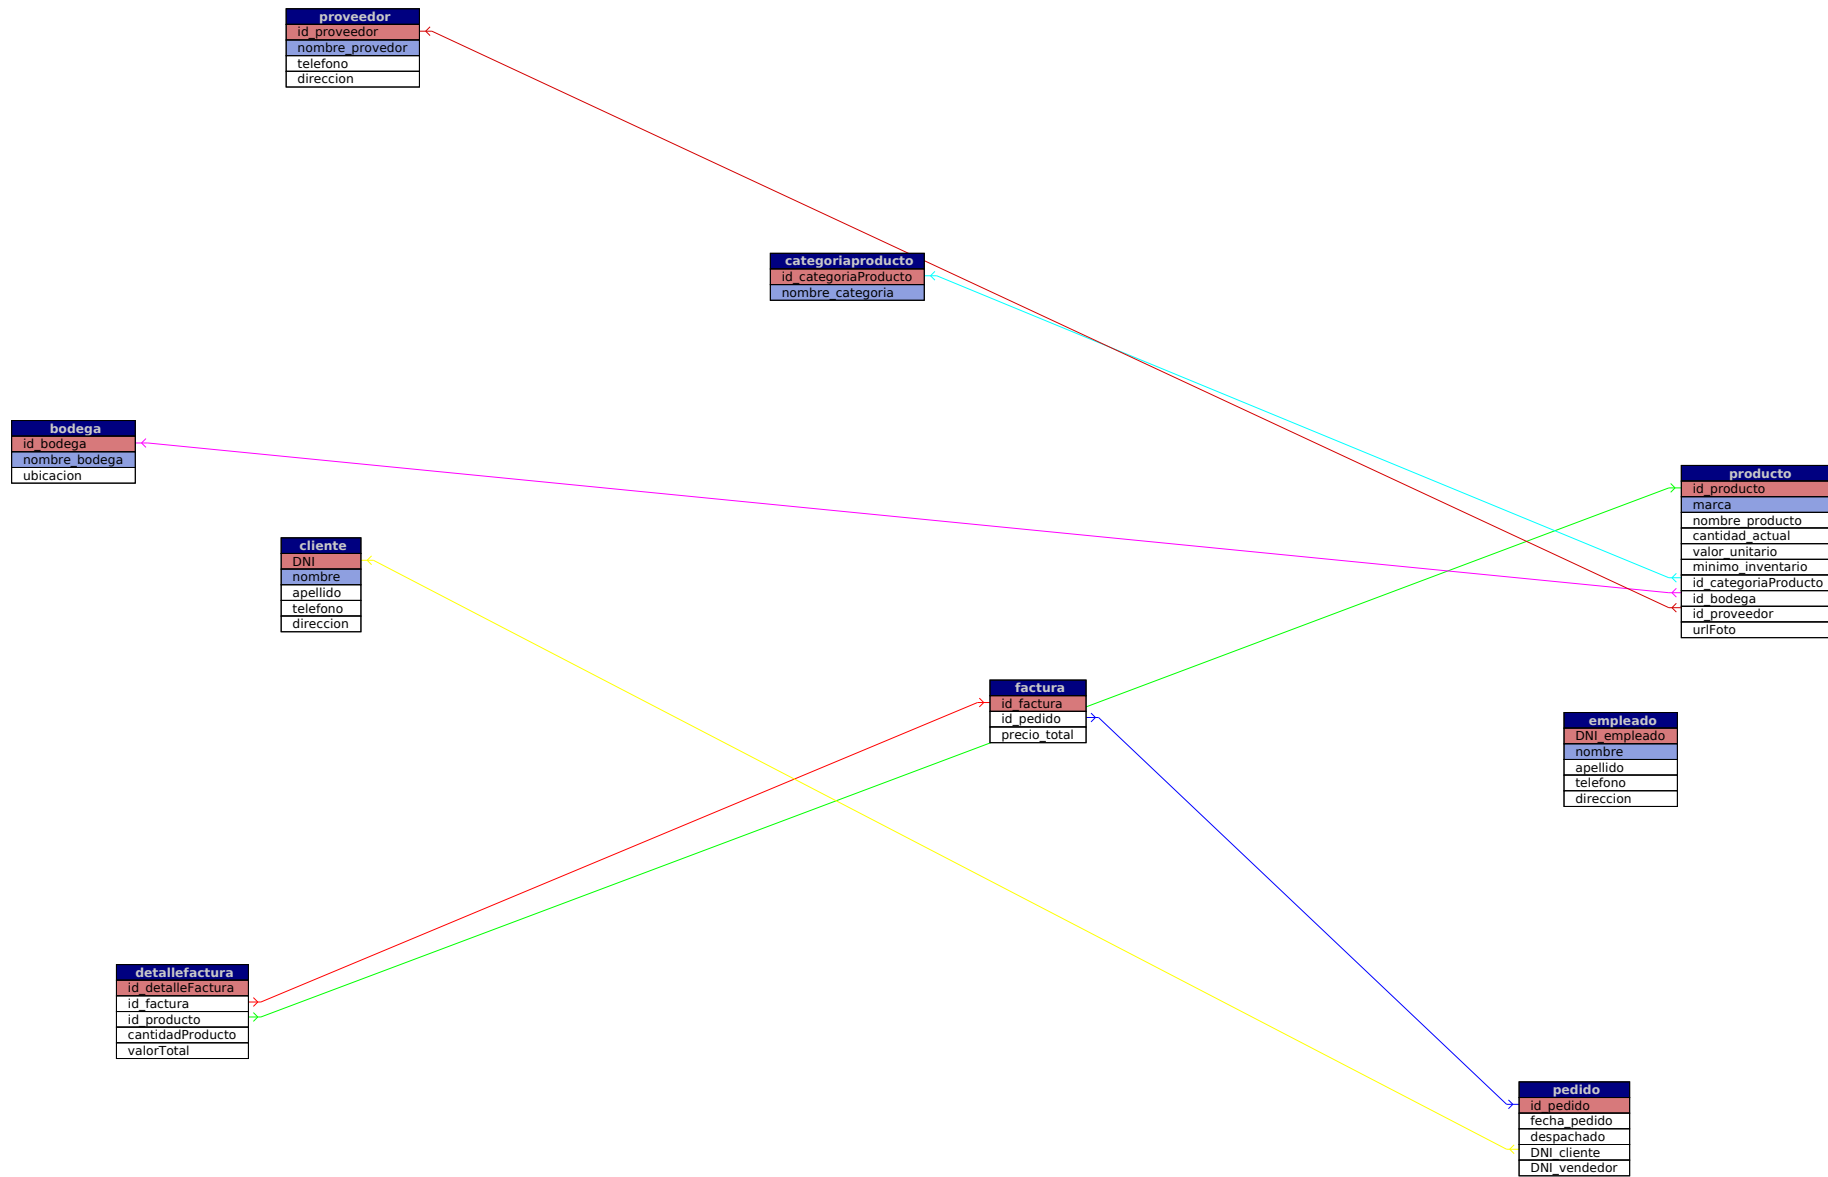 proveedor
id_proveedor
nombre_provedor
telefono
direccion
categoriaproducto
id_categoriaProducto
nombre_categoria
bodega
id_bodega
nombre_bodega
ubicacion
producto
id_producto
marca
nombre_producto
cantidad_actual
valor_unitario
minimo_inventario
id_categoriaProducto
id_bodega
id_proveedor
urlFoto
cliente
DNI
nombre
apellido
telefono
direccion
factura
id_factura
id_pedido
precio_total
empleado
DNI_empleado
nombre
apellido
telefono
direccion
detallefactura
id_detalleFactura
id_factura
id_producto
cantidadProducto
valorTotal
pedido
id_pedido
fecha_pedido
despachado
DNI_cliente
DNI_vendedor